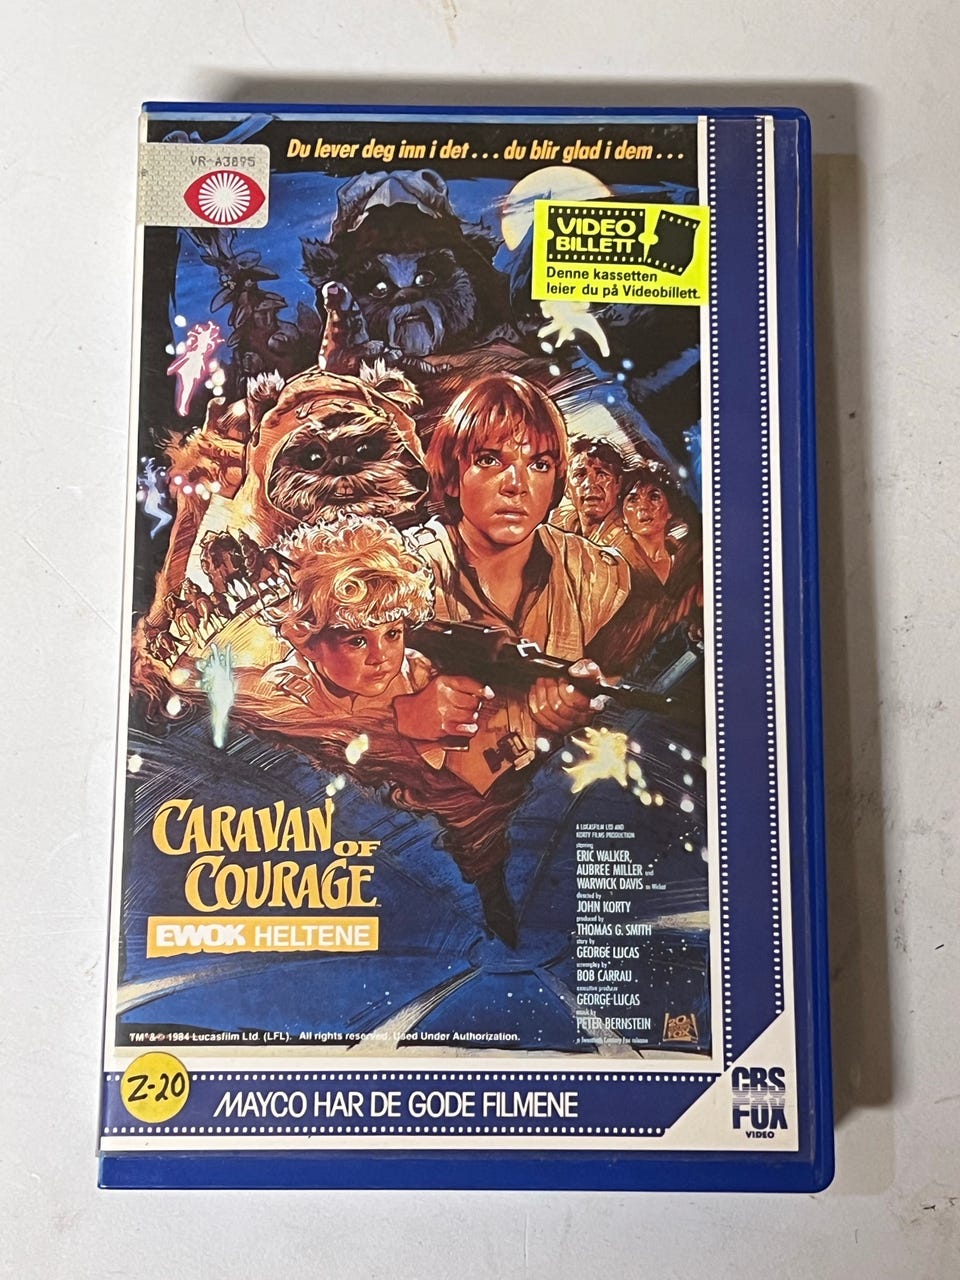 Du lever deg inn i det . . . du blir glad i dem . . .
VR-A3895
VIDEO
BILLETT
Denne kassetten
leier du på Videobillett.
CARAVAN OF
COURAGE
EWOK HELTENE
A LUCASFILM LTD AND
KORTY FILMS PRODUCTION
starring
ERIC WALKER,
AUBREE MILLER and
WARWICK DAVIS as Wicket
directed by
JOHN KORTY
produced by
THOMAS G. SMITH
story by
GEORGE LUCAS
screenplay by
BOB CARRAU
executive producer
GEORGE LUCAS
music by
PETER BERNSTEIN
a Twentieth Century Fox release
TM*&© 1984 Lucasfilm Ltd. (LFL). All rights reserved. Used Under Authorization.
Z-20
MAYCO HAR DE GODE FILMENE
CBS
FOX
VIDEO